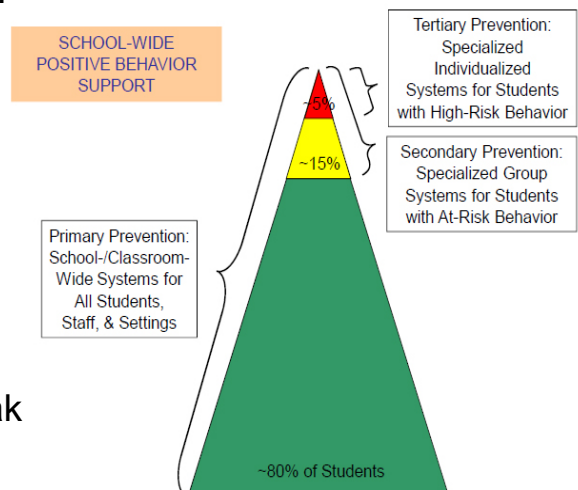 SCHOOL-WIDE
POSITIVE BEHAVIOR
SUPPORT
Tertiary Prevention:
Specialized
Individualized
Systems for Students
with High-Risk Behavior
~5%
~15%
Secondary Prevention:
Specialized Group
Systems for Students
with At-Risk Behavior
Primary Prevention:
School-/Classroom-
Wide Systems for
All Students,
Staff, & Settings
~80% of Students